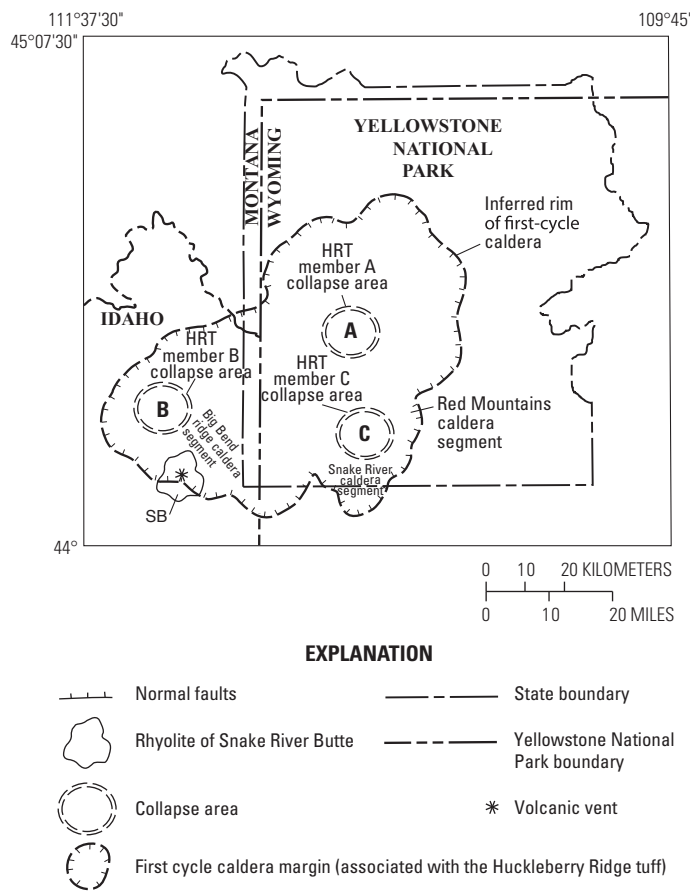 111°37'30"
109°45'
45°07'30"
YELLOWSTONE
NATIONAL
PARK
MONTANA
WYOMING
Inferred rim
of first-cycle
caldera
HRT
member A
collapse area
A
IDAHO
HRT
member B
collapse area
B
HRT
member C
collapse area
C
Big Bend
ridge caldera
segment
Red Mountains
caldera
segment
Snake River
caldera
segment
SB
44°
0 10 20 KILOMETERS
0 10 20 MILES
EXPLANATION
Normal faults
Rhyolite of Snake River Butte
Collapse area
First cycle caldera margin (associated with the Huckleberry Ridge tuff)
State boundary
Yellowstone National
Park boundary
Volcanic vent